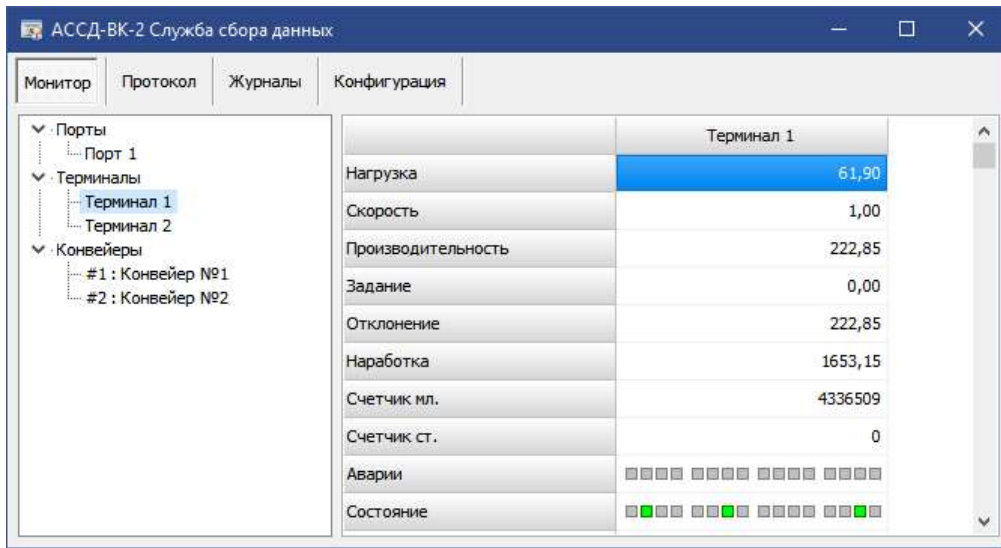 АССД-ВК-2 Служба сбора данных
Монитор Протокол Журналы Конфигурация
Порты
Порт 1
Терминалы
Терминал 1
Терминал 2
Конвейеры
#1 : Конвейер №1
#2 : Конвейер №2
Терминал 1
Нагрузка 61,90
Скорость 1,00
Производительность 222,85
Задание 0,00
Отклонение 222,85
Наработка 1653,15
Счетчик мл. 4336509
Счетчик ст. 0
Аварии
Состояние